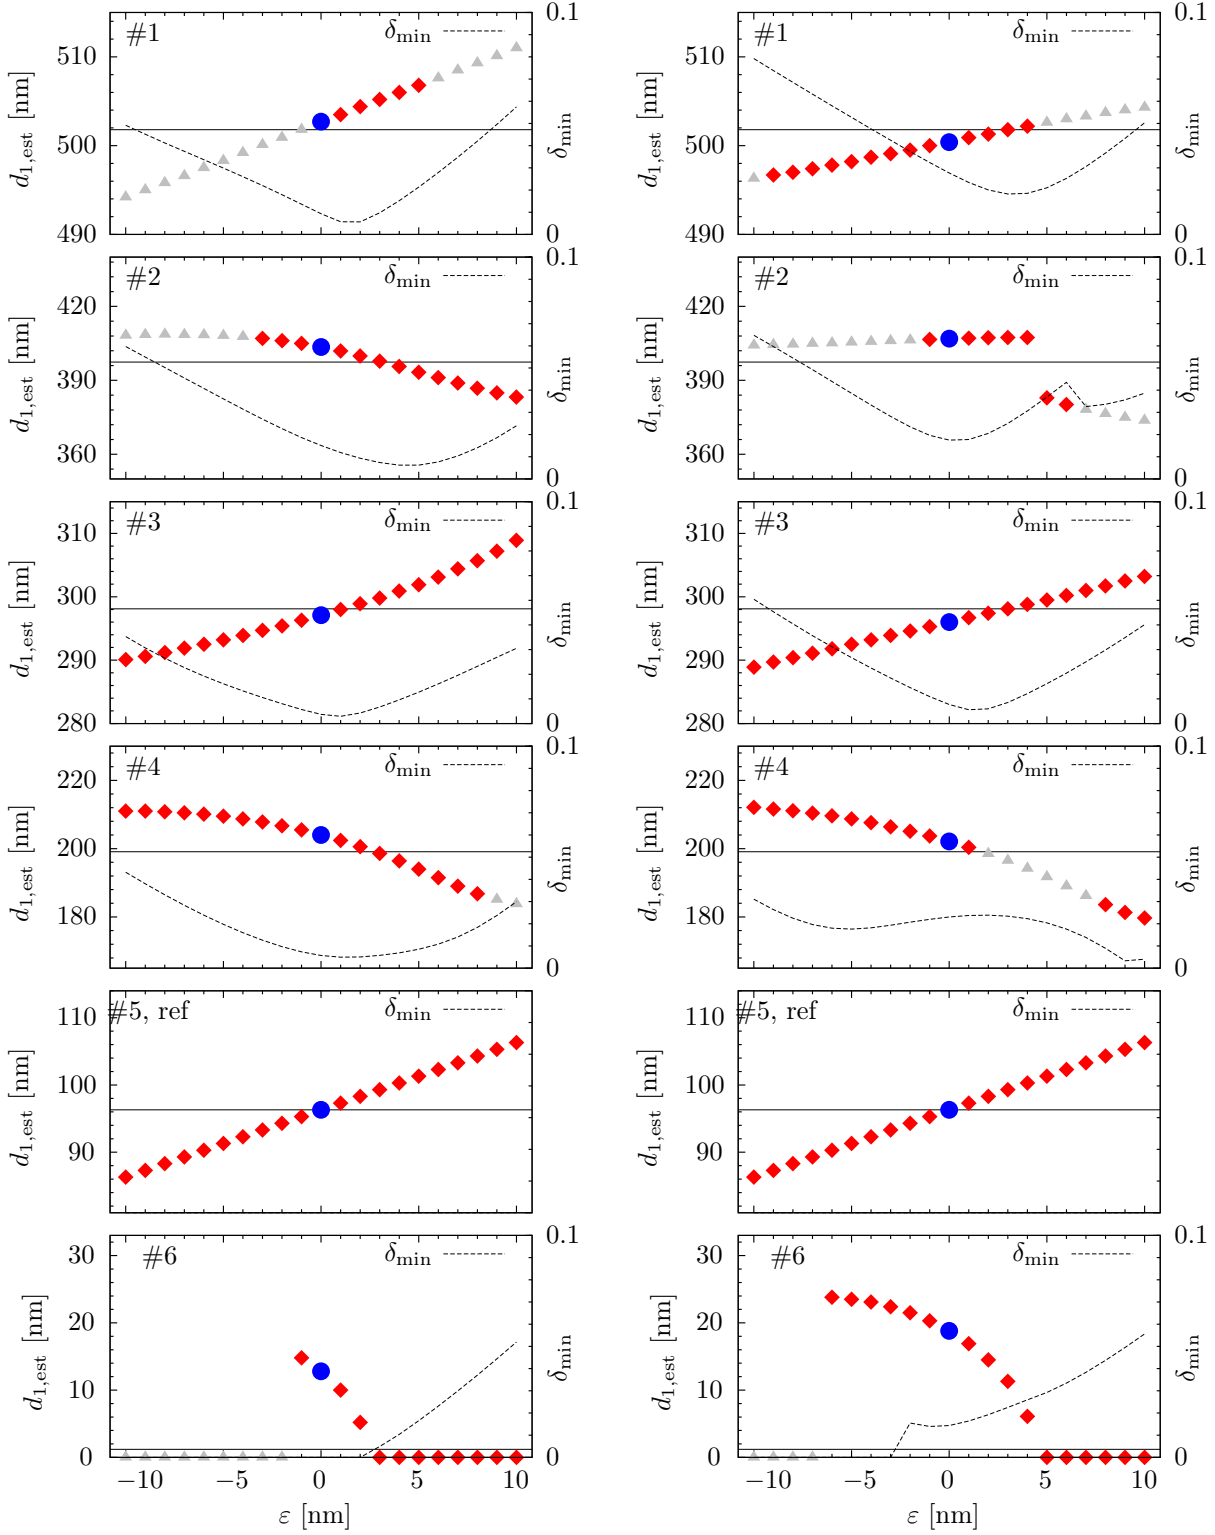 #1
δmin
0.1
510
500
490
0
d1,est [nm]
δmin
#1
δmin
0.1
510
500
490
0
d1,est [nm]
δmin
#2
δmin
0.1
420
390
360
0
d1,est [nm]
δmin
#2
δmin
0.1
420
390
360
0
d1,est [nm]
δmin
#3
δmin
0.1
310
300
290
280
0
d1,est [nm]
δmin
#3
δmin
0.1
310
300
290
280
0
d1,est [nm]
δmin
#4
δmin
0.1
220
200
180
0
d1,est [nm]
δmin
#4
δmin
0.1
220
200
180
0
d1,est [nm]
δmin
#5, ref
δmin
110
100
90
d1,est [nm]
#5, ref
δmin
110
100
90
d1,est [nm]
#6
δmin
0.1
30
20
10
0
0
d1,est [nm]
δmin
−10 −5 0 5 10
ε [nm]
#6
δmin
0.1
30
20
10
0
0
d1,est [nm]
δmin
−10 −5 0 5 10
ε [nm]